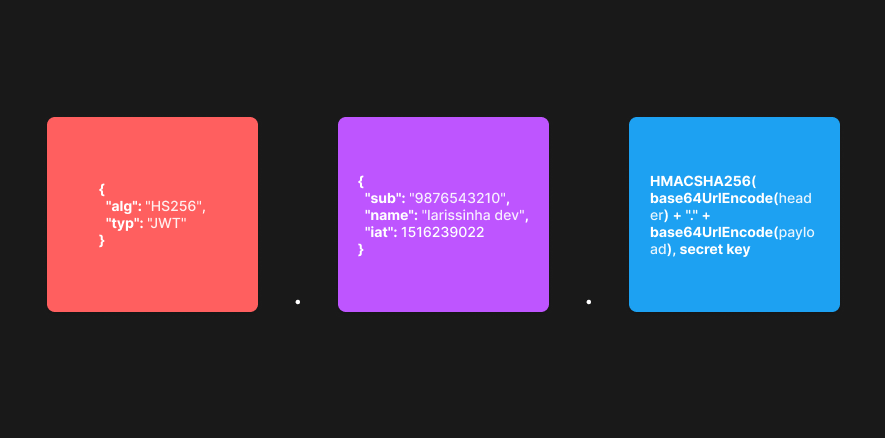 {
"alg": "HS256",
"typ": "JWT"
}
.
{
"sub": "9876543210",
"name": "larissinha dev",
"iat": 1516239022
}
.
HMACSHA256(
base64UrlEncode(head
er) + "." +
base64UrlEncode(paylo
ad), secret key